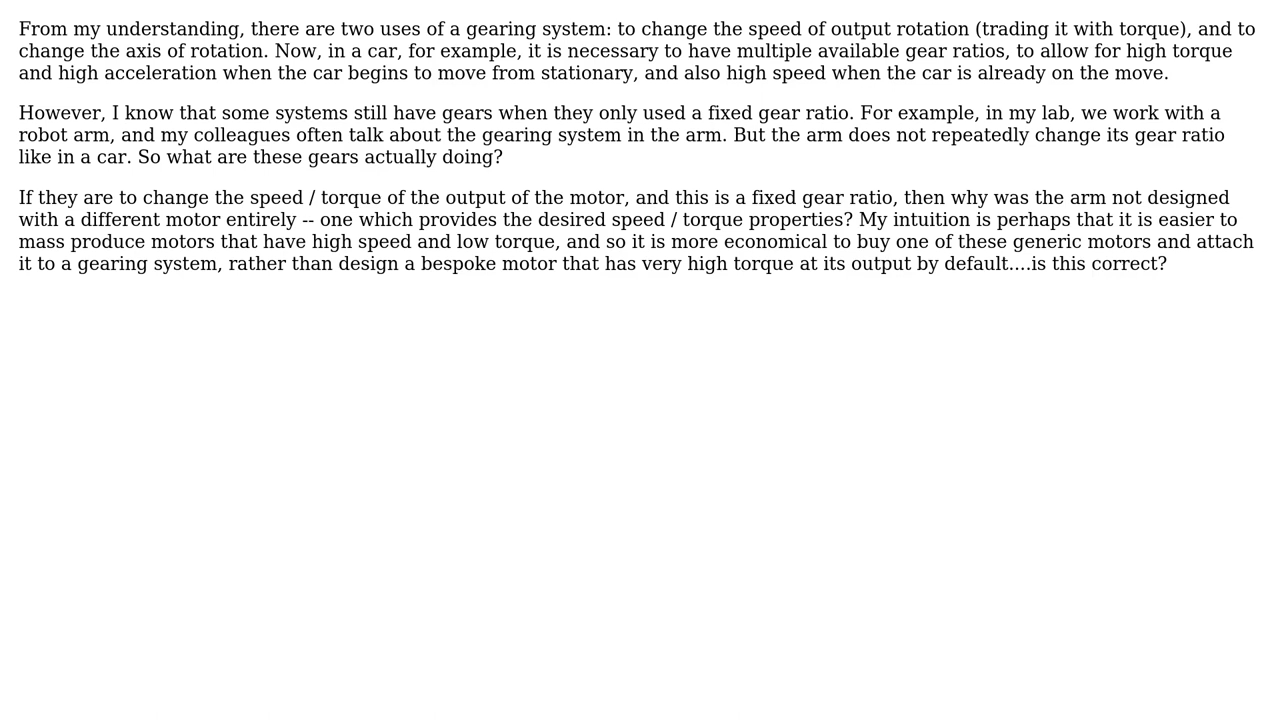 From my understanding, there are two uses of a gearing system: to change the speed of output rotation (trading it with torque), and to
change the axis of rotation. Now, in a car, for example, it is necessary to have multiple available gear ratios, to allow for high torque
and high acceleration when the car begins to move from stationary, and also high speed when the car is already on the move.
However, I know that some systems still have gears when they only used a fixed gear ratio. For example, in my lab, we work with a
robot arm, and my colleagues often talk about the gearing system in the arm. But the arm does not repeatedly change its gear ratio
like in a car. So what are these gears actually doing?
If they are to change the speed / torque of the output of the motor, and this is a fixed gear ratio, then why was the arm not designed
with a different motor entirely -- one which provides the desired speed / torque properties? My intuition is perhaps that it is easier to
mass produce motors that have high speed and low torque, and so it is more economical to buy one of these generic motors and attach
it to a gearing system, rather than design a bespoke motor that has very high torque at its output by default....is this correct?